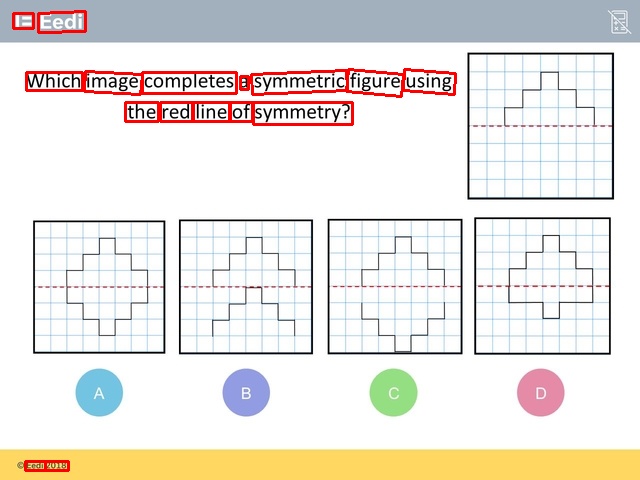 Eedi
Which image completes a symmetric figure using
the red line of symmetry?
A
B
C
D
© Eedi 2018